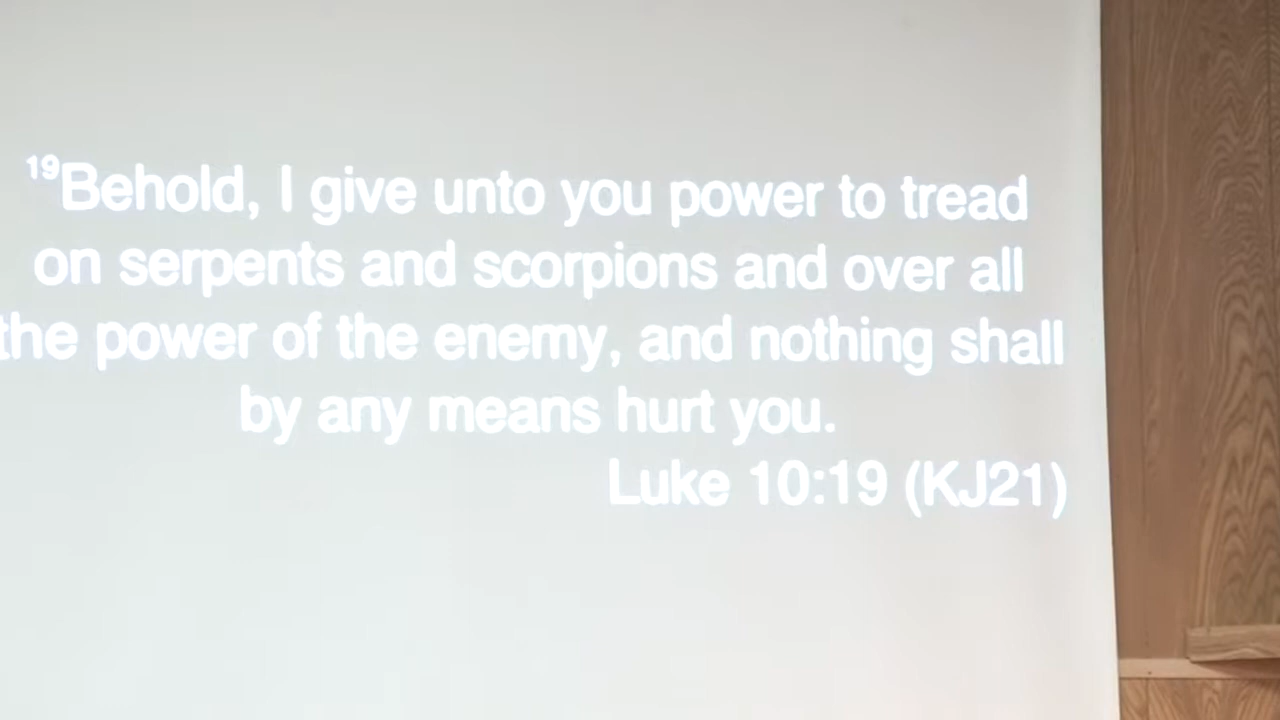 ¹⁹Behold, I give unto you power to tread
on serpents and scorpions and over all
the power of the enemy, and nothing shall
by any means hurt you.
Luke 10:19 (KJ21)